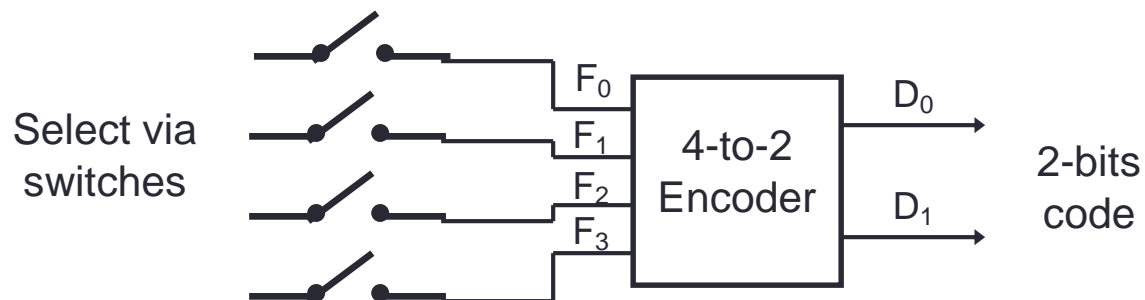 Select via
switches
F₀
F₁
F₂
F₃
4-to-2
Encoder
D₀
D₁
2-bits
code